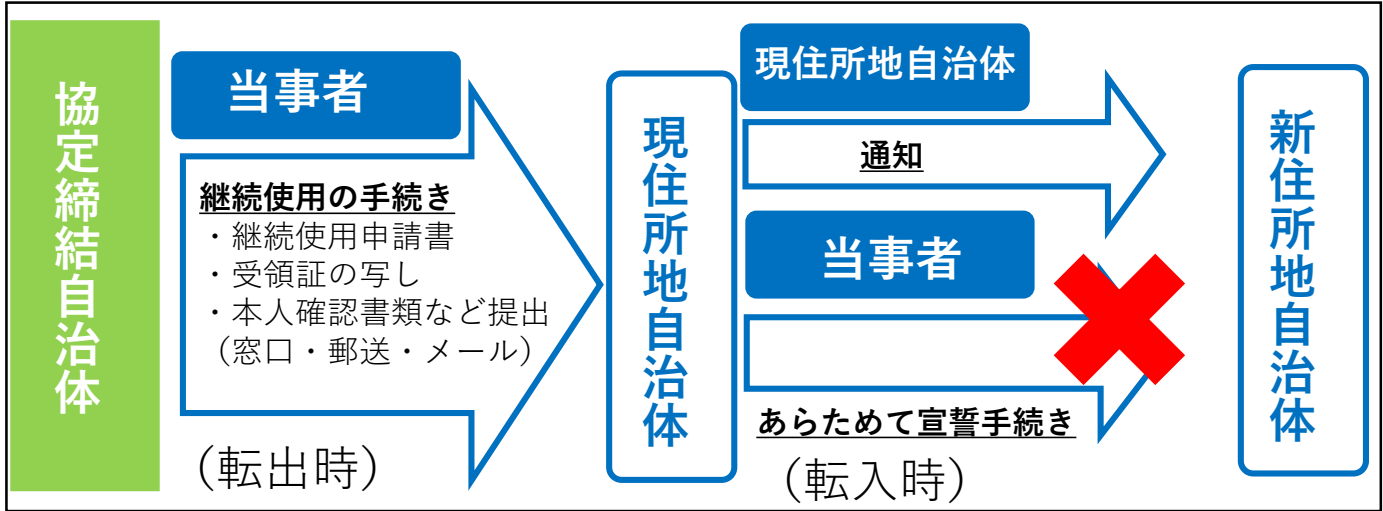 協定締結自治体
当事者
継続使用の手続き
・継続使用申請書
・受領証の写し
・本人確認書類など提出
（窓口・郵送・メール）
（転出時）
現住所地自治体
現住所地自治体
通知
当事者
あらためて宣誓手続き
（転入時）
新住所地自治体